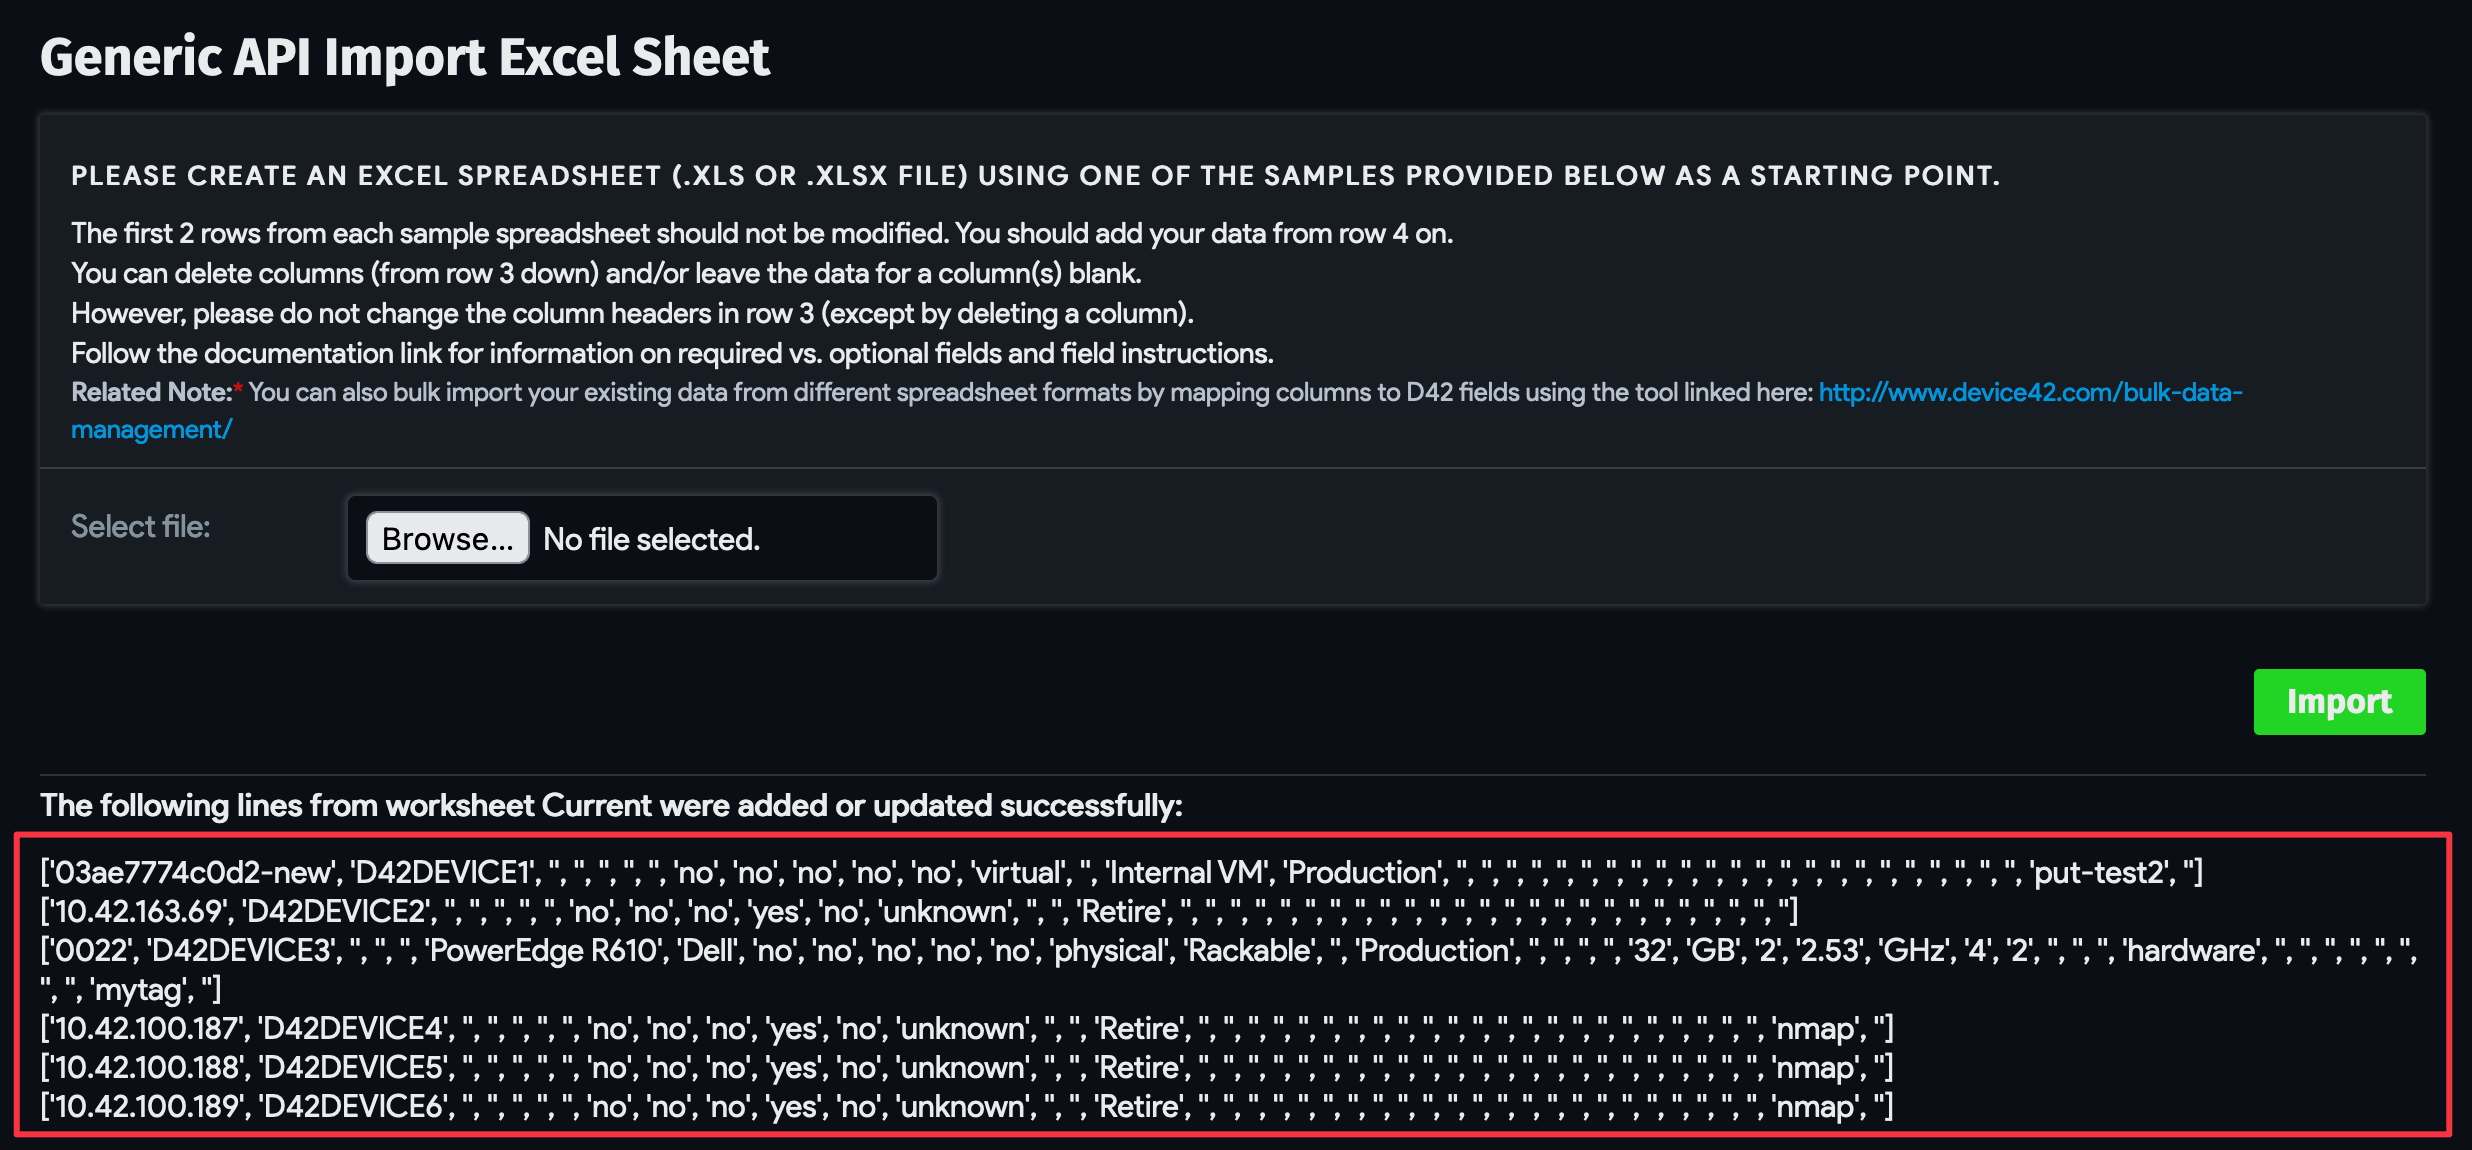 Generic API Import Excel Sheet
PLEASE CREATE AN EXCEL SPREADSHEET (.XLS OR .XLSX FILE) USING ONE OF THE SAMPLES PROVIDED BELOW AS A STARTING POINT.
The first 2 rows from each sample spreadsheet should not be modified. You should add your data from row 4 on.
You can delete columns (from row 3 down) and/or leave the data for a column(s) blank.
However, please do not change the column headers in row 3 (except by deleting a column).
Follow the documentation link for information on required vs. optional fields and field instructions.
Related Note:* You can also bulk import your existing data from different spreadsheet formats by mapping columns to D42 fields using the tool linked here: http://www.device42.com/bulk-data-
management/
Select file:
Browse... No file selected.
Import
The following lines from worksheet Current were added or updated successfully:
['03ae7774c0d2-new', 'D42DEVICE1', '', '', '', '', '', 'no', 'no', 'no', 'no', 'no', 'virtual', '', 'Internal VM', 'Production', '', '', '', '', '', '', '', '', '', '', '', '', '', '', '', '', '', '', '', '', '', '', '', 'put-test2', '']
['10.42.163.69', 'D42DEVICE2', '', '', '', '', '', 'no', 'no', 'no', 'yes', 'no', 'unknown', '', '', 'Retire', '', '', '', '', '', '', '', '', '', '', '', '', '', '', '', '', '', '', '', '', '', '', '', '', '']
['0022', 'D42DEVICE3', '', '', '', 'PowerEdge R610', 'Dell', 'no', 'no', 'no', 'no', 'no', 'physical', 'Rackable', '', 'Production', '', '', '', '', '32', 'GB', '2', '2.53', 'GHz', '4', '2', '', '', '', 'hardware', '', '', '', '', '', '',
'', '', 'mytag', '']
['10.42.100.187', 'D42DEVICE4', '', '', '', '', '', 'no', 'no', 'no', 'yes', 'no', 'unknown', '', '', 'Retire', '', '', '', '', '', '', '', '', '', '', '', '', '', '', '', '', '', '', '', '', '', '', '', 'nmap', '']
['10.42.100.188', 'D42DEVICE5', '', '', '', '', '', 'no', 'no', 'no', 'yes', 'no', 'unknown', '', '', 'Retire', '', '', '', '', '', '', '', '', '', '', '', '', '', '', '', '', '', '', '', '', '', '', '', 'nmap', '']
['10.42.100.189', 'D42DEVICE6', '', '', '', '', '', 'no', 'no', 'no', 'yes', 'no', 'unknown', '', '', 'Retire', '', '', '', '', '', '', '', '', '', '', '', '', '', '', '', '', '', '', '', '', '', '', '', 'nmap', '']